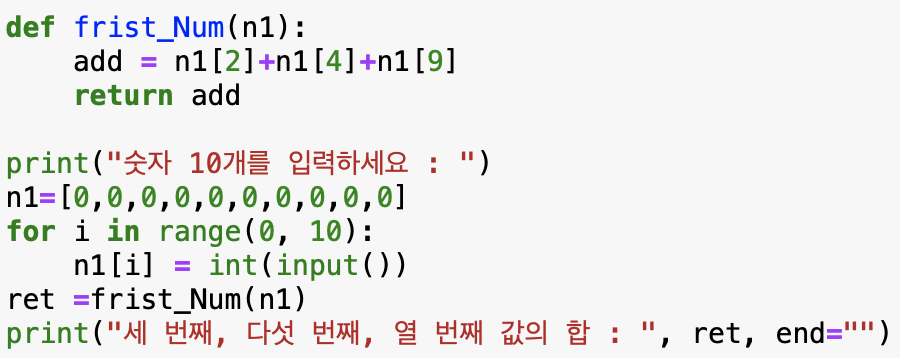 def frist_Num(n1):
    add = n1[2]+n1[4]+n1[9]
    return add

print("숫자 10개를 입력하세요 : ")
n1=[0,0,0,0,0,0,0,0,0,0]
for i in range(0, 10):
    n1[i] = int(input())
ret =frist_Num(n1)
print("세 번째, 다섯 번째, 열 번째 값의 합 : ", ret, end="")